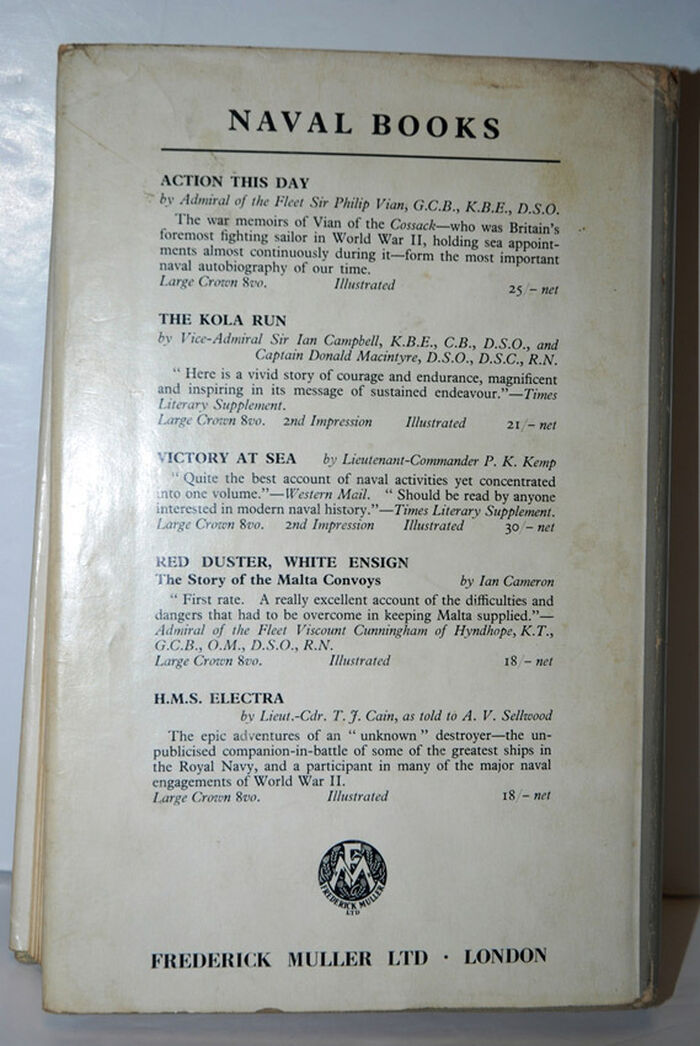 NAVAL BOOKS
ACTION THIS DAY
by Admiral of the Fleet Sir Philip Vian, G.C.B., K.B.E., D.S.O.
The war memoirs of Vian of the Cossack—who was Britain's
foremost fighting sailor in World War II, holding sea appoint-
ments almost continuously during it—form the most important
naval autobiography of our time.
Large Crown 8vo. Illustrated 25/- net
THE KOLA RUN
by Vice-Admiral Sir Ian Campbell, K.B.E., C.B., D.S.O., and
Captain Donald Macintyre, D.S.O., D.S.C., R.N.
" Here is a vivid story of courage and endurance, magnificent
and inspiring in its message of sustained endeavour."—Times
Literary Supplement.
Large Crown 8vo. 2nd Impression Illustrated 21/- net
VICTORY AT SEA by Lieutenant-Commander P. K. Kemp
" Quite the best account of naval activities yet concentrated
into one volume."—Western Mail. " Should be read by anyone
interested in modern naval history."—Times Literary Supplement.
Large Crown 8vo. 2nd Impression Illustrated 30/- net
RED DUSTER, WHITE ENSIGN
The Story of the Malta Convoys by Ian Cameron
" First rate. A really excellent account of the difficulties and
dangers that had to be overcome in keeping Malta supplied."—
Admiral of the Fleet Viscount Cunningham of Hyndhope, K.T.,
G.C.B., O.M., D.S.O., R.N.
Large Crown 8vo. Illustrated 18/- net
H.M.S. ELECTRA
by Lieut.-Cdr. T. J. Cain, as told to A. V. Sellwood
The epic adventures of an " unknown " destroyer—the un-
publicised companion-in-battle of some of the greatest ships in
the Royal Navy, and a participant in many of the major naval
engagements of World War II.
Large Crown 8vo. Illustrated 18/- net
FM
FREDERICK MULLER
LTD
FREDERICK MULLER LTD · LONDON